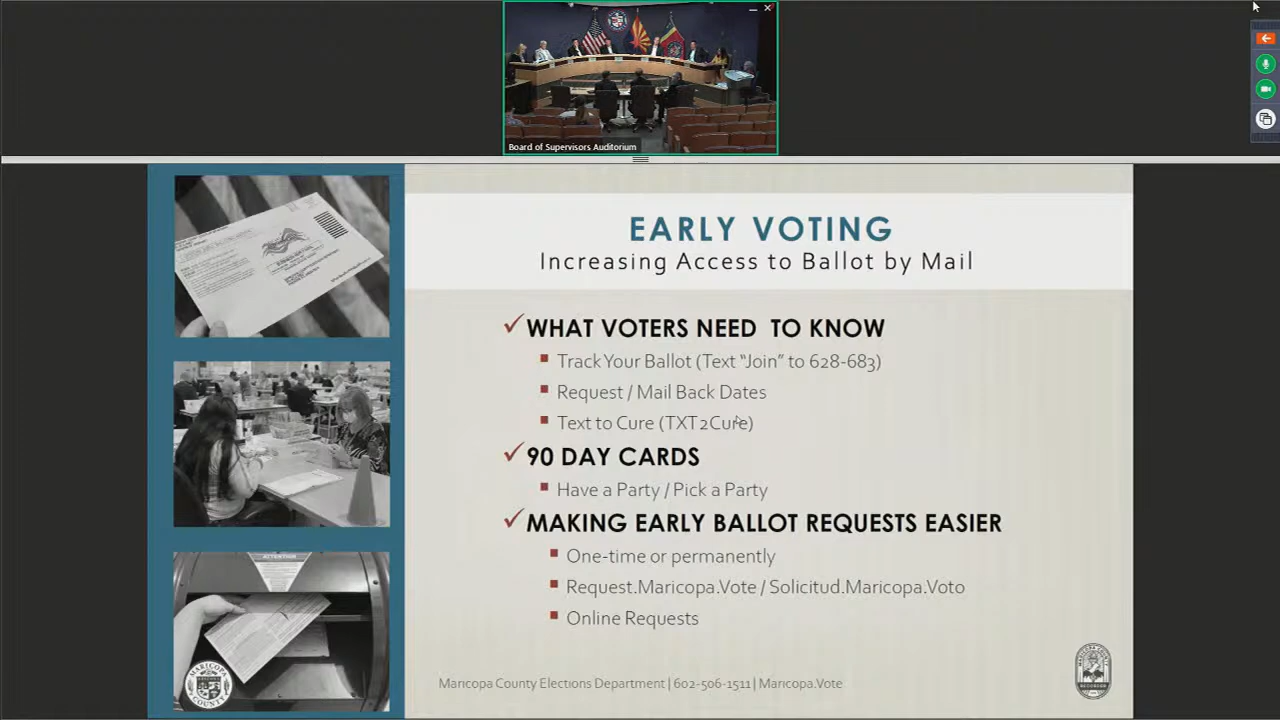 Board of Supervisors Auditorium
EARLY VOTING
Increasing Access to Ballot by Mail
WHAT VOTERS NEED TO KNOW
Track Your Ballot (Text “Join” to 628-683)
Request / Mail Back Dates
Text to Cure (TXT2Cure)
90 DAY CARDS
Have a Party / Pick a Party
MAKING EARLY BALLOT REQUESTS EASIER
One-time or permanently
Request.Maricopa.Vote / Solicitud.Maricopa.Voto
Online Requests
ATTENTION
MARICOPA
COUNTY
Maricopa County Elections Department | 602-506-1511 | Maricopa.Vote